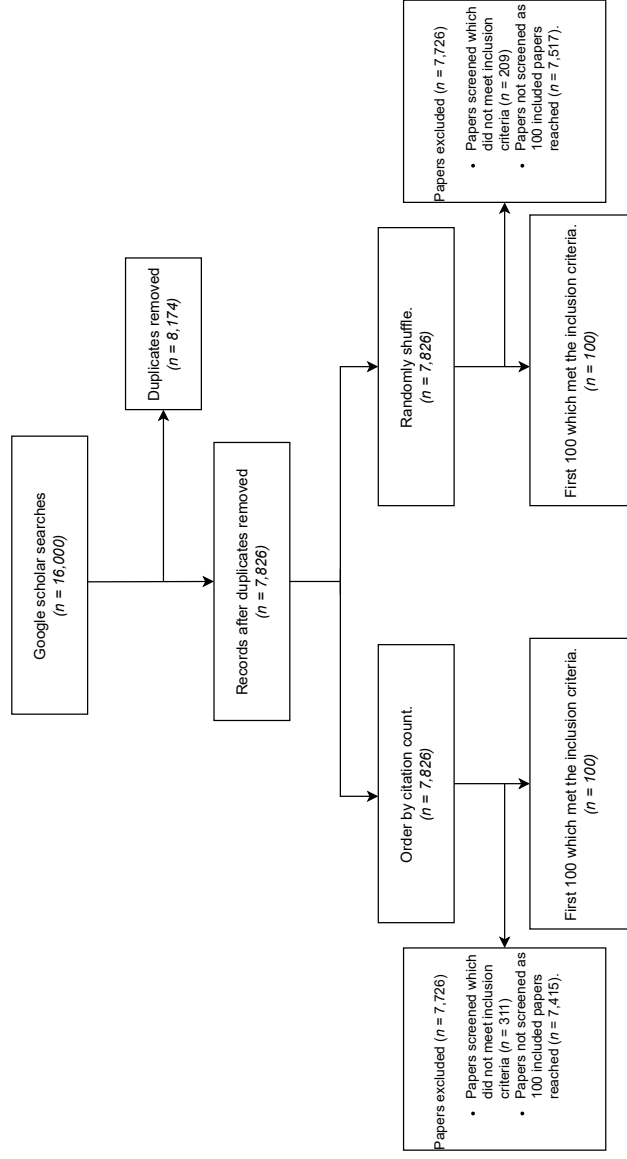 Google scholar searches
(n = 16,000)
Duplicates removed
(n = 8,174)
Records after duplicates removed
(n = 7,826)
Order by citation count.
(n = 7,826)
Randomly shuffle.
(n = 7,826)
Papers excluded (n = 7,726)
• Papers screened which
did not meet inclusion
criteria (n = 311)
• Papers not screened as
100 included papers
reached (n = 7,415).
First 100 which met the inclusion criteria.
(n = 100)
First 100 which met the inclusion criteria.
(n = 100)
Papers excluded (n = 7,726)
• Papers screened which
did not meet inclusion
criteria (n = 209)
• Papers not screened as
100 included papers
reached (n = 7,517).